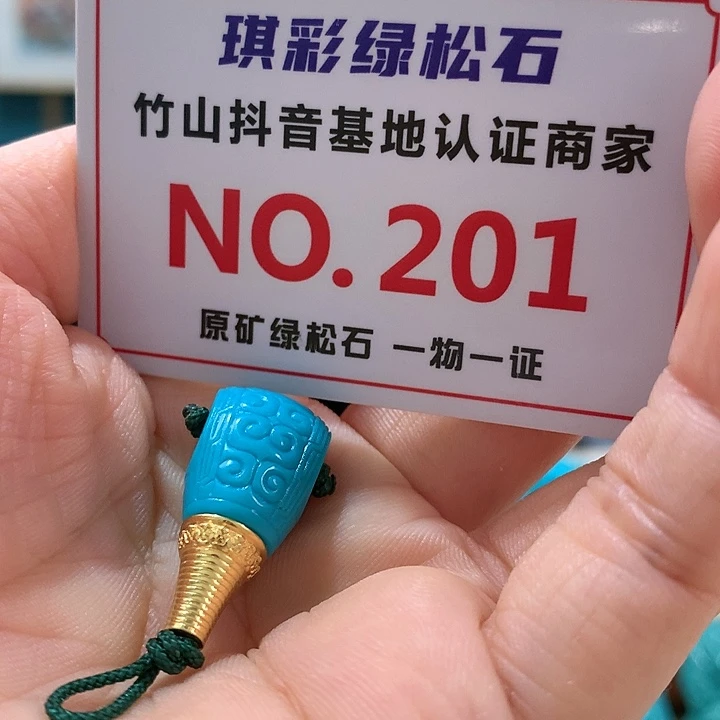 琪彩绿松石
竹山抖音基地认证商家
NO.201
原矿绿松石 一物一证